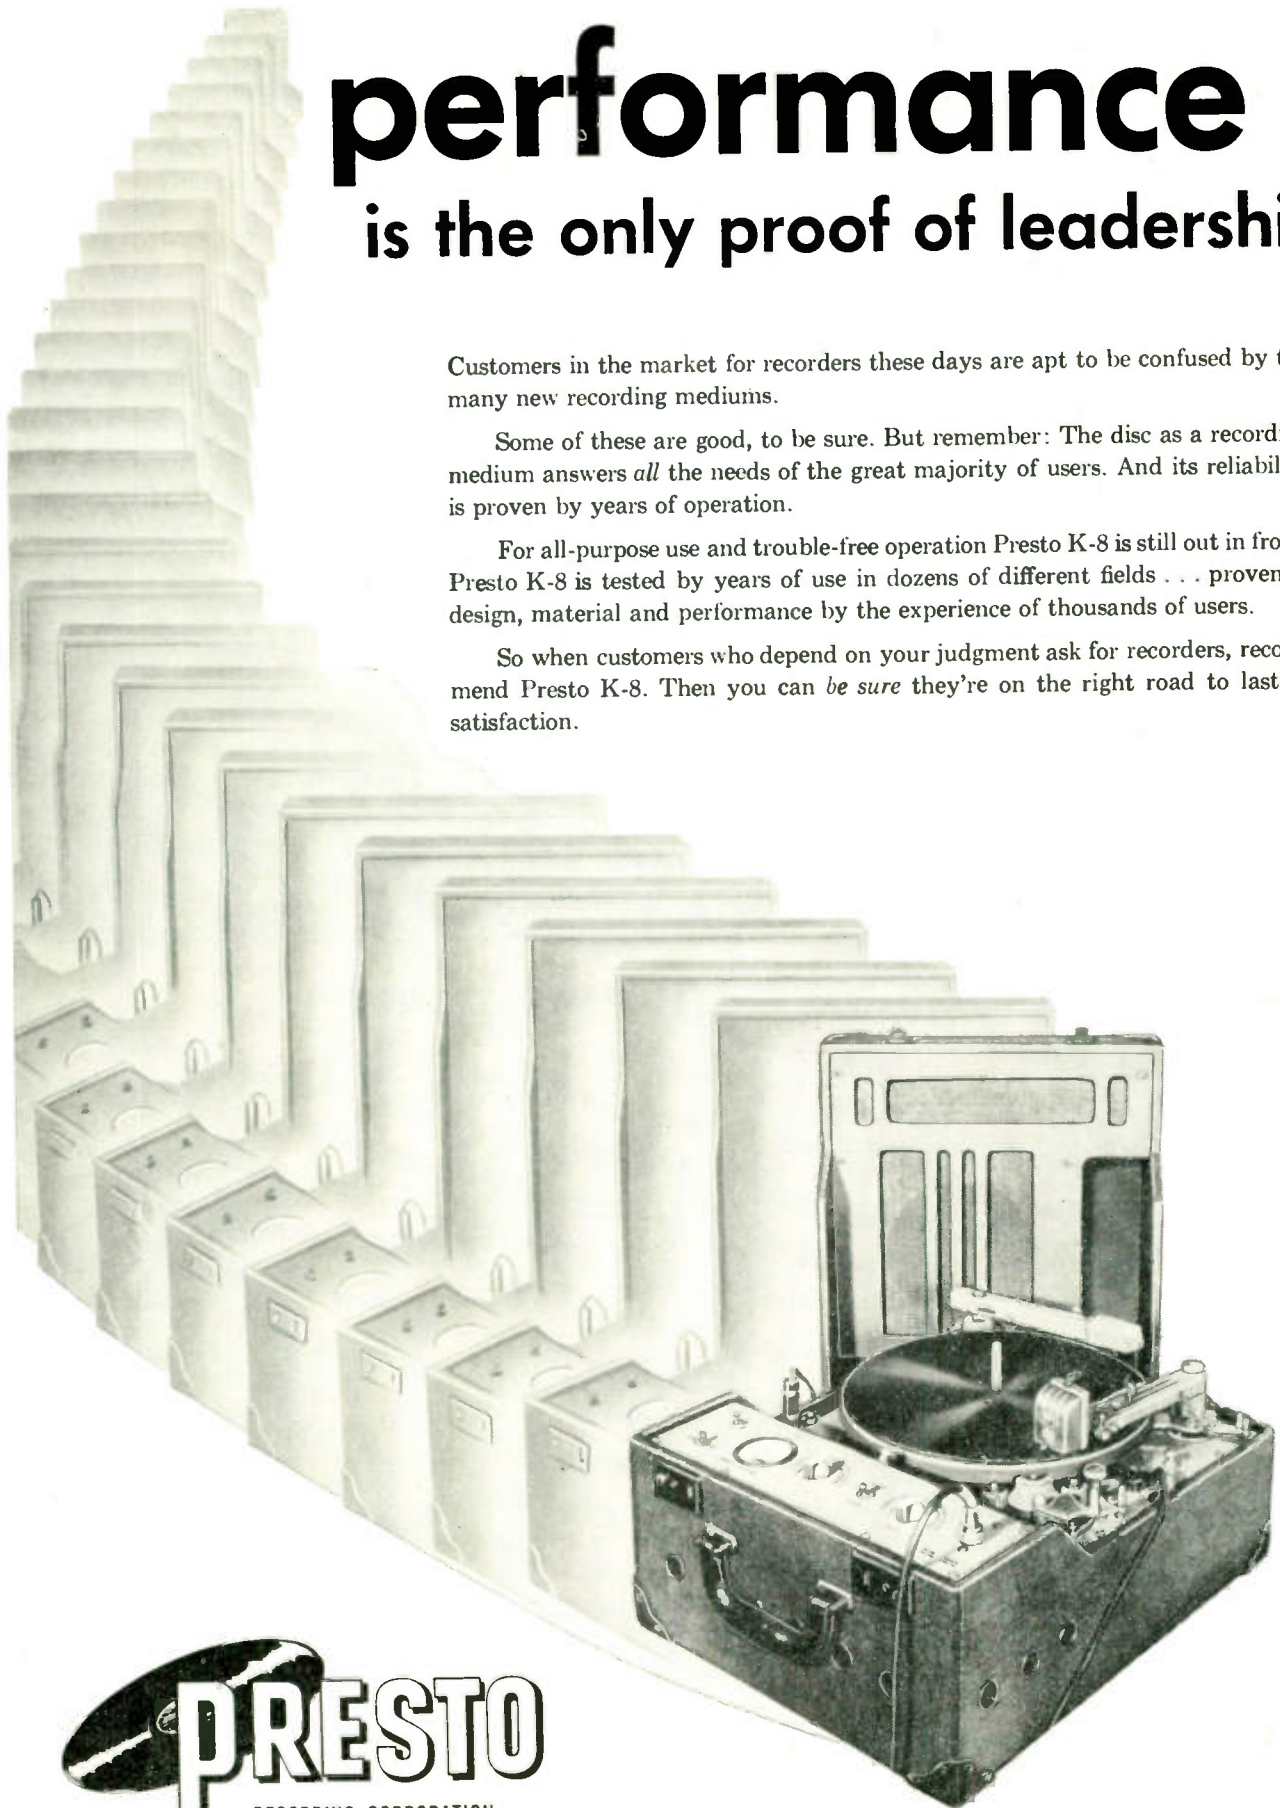 performance
is the only proof of leadershi
Customers in the market for recorders these days are apt to be confused by t
many new recording mediums.
Some of these are good, to be sure. But remember: The disc as a record
medium answers all the needs of the great majority of users. And its reliabil
is proven by years of operation.
For all-purpose use and trouble-free operation Presto K-8 is still out in fro
Presto K-8 is tested by years of use in dozens of different fields . . . proven
design, material and performance by the experience of thousands of users.
So when customers who depend on your judgment ask for recorders, reco
mend Presto K-8. Then you can be sure they're on the right road to last
satisfaction.
PRESTO
RECORDING CORPORATION